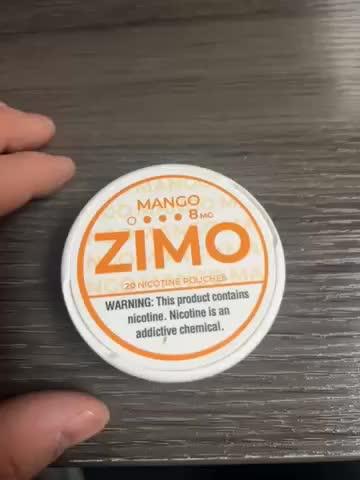 MANGO
8 MG
ZIMO
20 NICOTINE POUCHES
WARNING: This product contains
nicotine. Nicotine is an
addictive chemical.